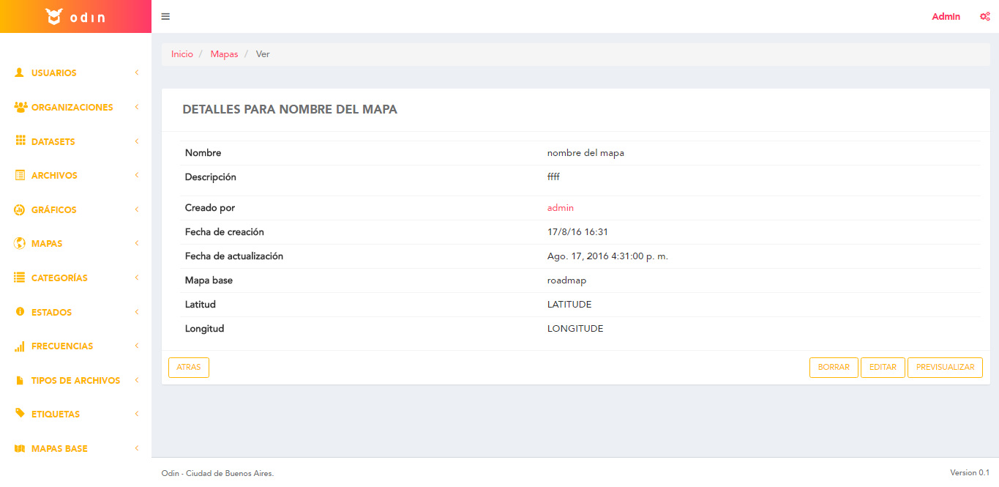 odin
Admin
Inicio / Mapas / Ver
USUARIOS
ORGANIZACIONES
DATASETS
ARCHIVOS
GRÁFICOS
MAPAS
CATEGORÍAS
ESTADOS
FRECUENCIAS
TIPOS DE ARCHIVOS
ETIQUETAS
MAPAS BASE
DETALLES PARA NOMBRE DEL MAPA
Nombre nombre del mapa
Descripción ffff
Creado por admin
Fecha de creación 17/8/16 16:31
Fecha de actualización Ago. 17, 2016 4:31:00 p. m.
Mapa base roadmap
Latitud LATITUDE
Longitud LONGITUDE
ATRAS BORRAR EDITAR PREVISUALIZAR
Odin - Ciudad de Buenos Aires. Version 0.1